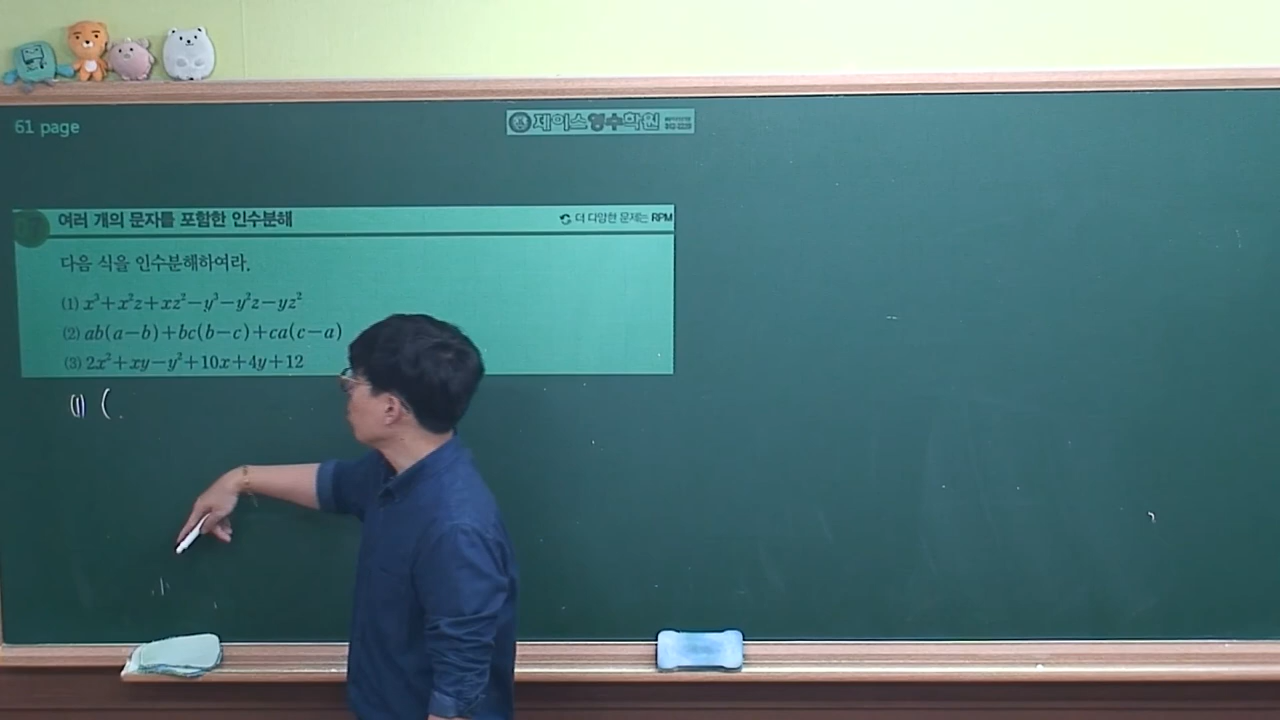 61 page
제이스영수학원
여러 개의 문자를 포함한 인수분해
더 다양한 문제는 RPM
다음 식을 인수분해하여라.
(1) x³+x²z+xz²−y³−y²z−yz²
(2) ab(a−b)+bc(b−c)+ca(c−a)
(3) 2x²+xy−y²+10x+4y+12
(1) (